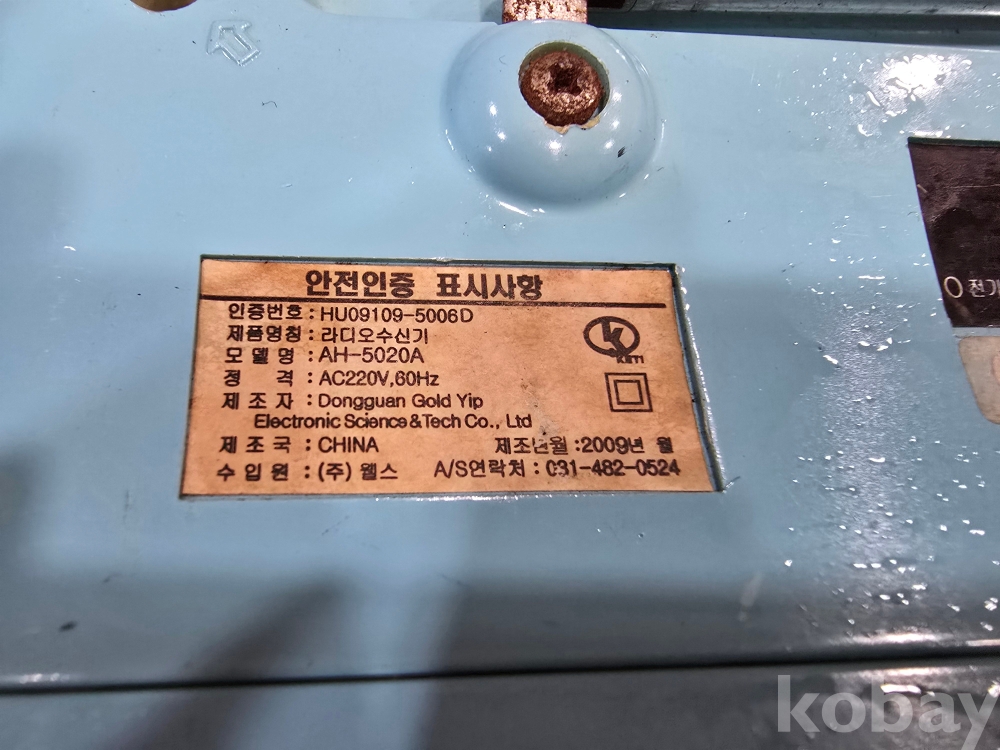 안전인증 표시사항
인증번호 : HU09109-5006D
제품명칭 : 라디오수신기
모 델 명 : AH-5020A
정 격 : AC220V, 60Hz
제 조 자 : Dongguan Gold Yip
Electronic Science & Tech Co., Ltd
제 조 국 : CHINA 제조년월 : 2009년 월
수 입 원 : (주) 웰스 A/S연락처 : 031-482-0524
KETI
전기
kobay